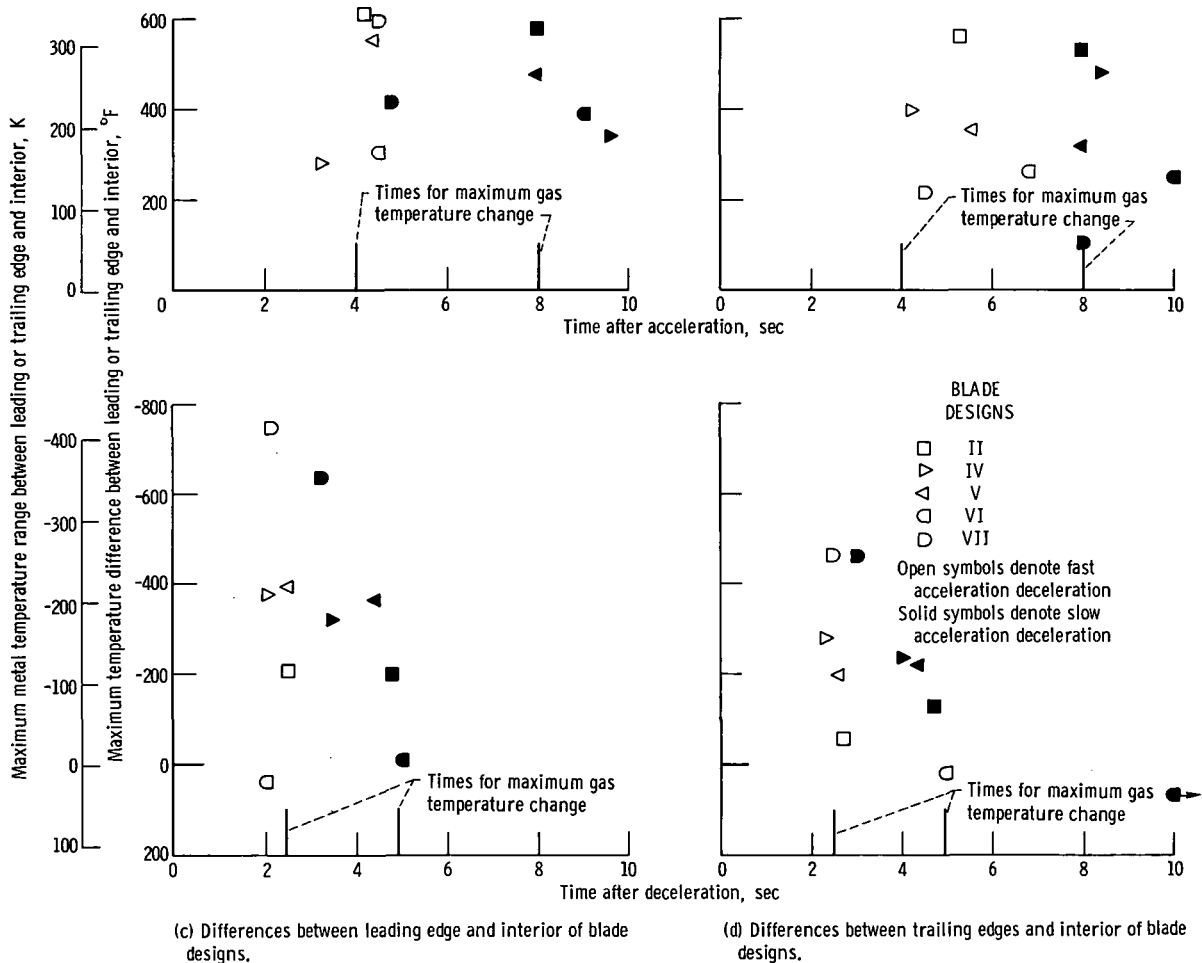 Maximum metal temperature range between leading or trailing edge and interior, K
Maximum temperature difference between leading or trailing edge and interior, °F
300
200
100
0
600
400
200
0
Times for maximum gas
temperature change
2
4
6
8
10
0
Times for maximum gas
temperature change
2
4
6
8
10
Time after acceleration, sec
-400
-300
-200
-100
0
100
-800
-600
-400
-200
0
200
Times for maximum gas
temperature change
0
2
4
6
8
10
BLADE
DESIGNS
II
IV
V
VI
VII
Open symbols denote fast
acceleration deceleration
Solid symbols denote slow
acceleration deceleration
Times for maximum gas
temperature change
0
2
4
6
8
10
Time after deceleration, sec
(c) Differences between leading edge and interior of blade
designs.
(d) Differences between trailing edges and interior of blade
designs.